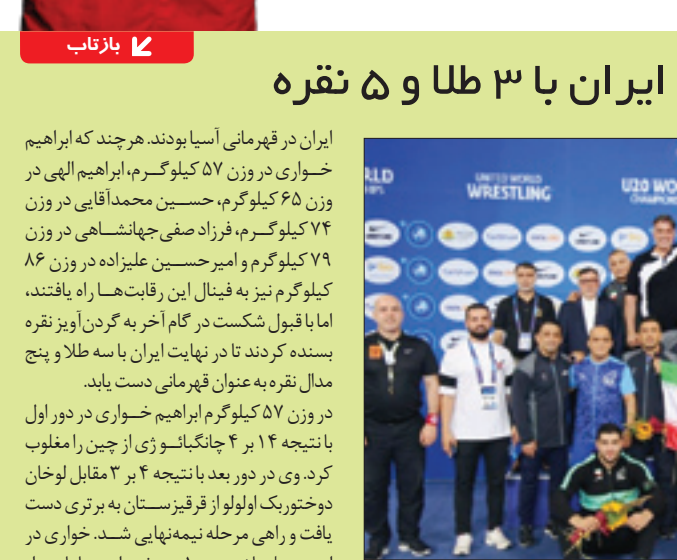 بازتاب
ایران با ۳ طلا و ۵ نقره
ایران در قهرمانی آسیا بودند. هرچند که ابراهیم
خــواری در وزن ۵۷ کیلوگــرم، ابراهیم الهی در
وزن ۶۵ کیلوگرم، حســین محمدآقایی در وزن
۷۴ کیلوگــرم، فرزاد صفی‌جهانشــاهی در وزن
۷۹ کیلوگرم و امیرحســین علیزاده در وزن ۸۶
کیلوگرم نیز به فینال این رقابت‌هــا راه یافتند،
اما با قبول شکست در گام آخر به گردن‌آویز نقره
بسنده کردند تا در نهایت ایران با سه طلا و پنج
مدال نقره به عنوان قهرمانی دست یابد.
در وزن ۵۷ کیلوگرم ابراهیم خــواری در دور اول
با نتیجه ۱۴ بر ۴ چانگبائــو ژی از چین را مغلوب
کرد. وی در دور بعد با نتیجه ۴ بر ۳ مقابل لوخان
دوختوربک اولولو از قرقیزســتان به برتری دست
یافت و راهی مرحله نیمه‌نهایی شــد. خواری در
RLD
UNITED WORLD
WRESTLING
U20 WO
CHAMPION